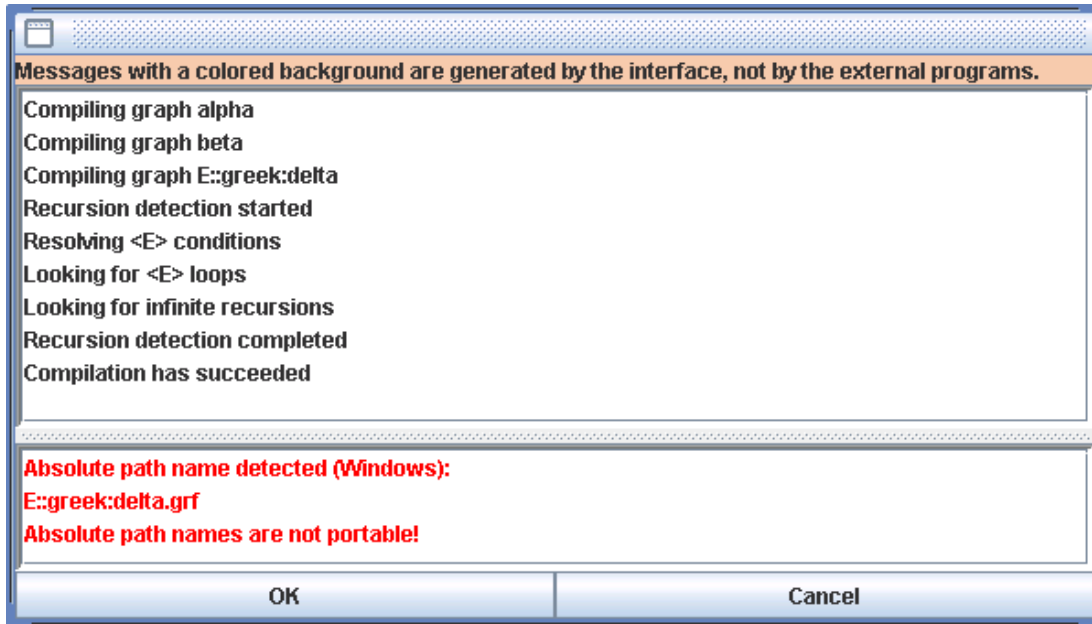 Messages with a colored background are generated by the interface, not by the external programs.
Compiling graph alpha
Compiling graph beta
Compiling graph E::greek:delta
Recursion detection started
Resolving <E> conditions
Looking for <E> loops
Looking for infinite recursions
Recursion detection completed
Compilation has succeeded
Absolute path name detected (Windows):
E::greek:delta.grf
Absolute path names are not portable!
OK Cancel